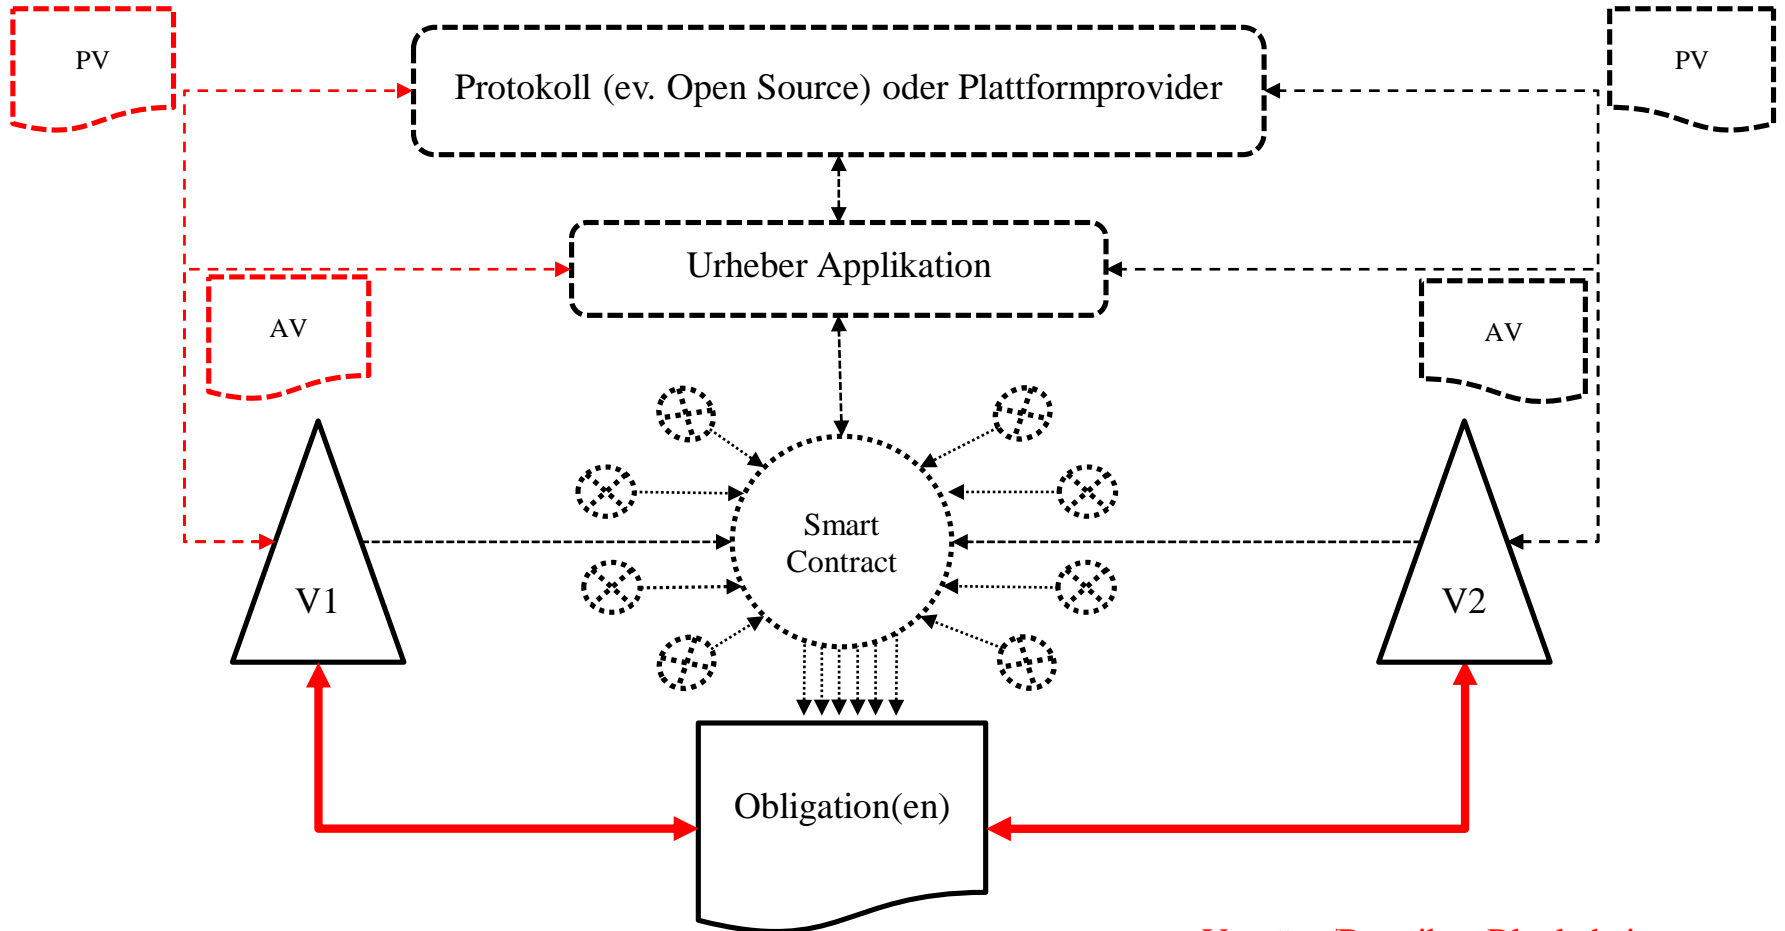 PV
PV
Protokoll (ev. Open Source) oder Plattformprovider
Urheber Applikation
AV
AV
Smart
Contract
V1
V2
Obligation(en)